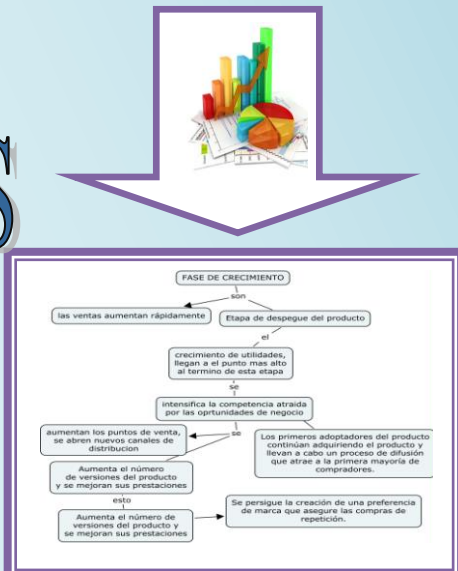 S
FASE DE CRECIMIENTO
son
las ventas aumentan rápidamente
Etapa de despegue del producto
el
crecimiento de utilidades,
llegan a el punto mas alto
al termino de esta etapa
se
intensifica la competencia atraida
por las oprtunidades de negocio
aumentan los puntos de venta,
se abren nuevos canales de
distribucion
se
Los primeros adoptadores del producto
continúan adquiriendo el producto y
llevan a cabo un proceso de difusión
que atrae a la primera mayoría de
compradores.
Aumenta el número
de versiones del producto
y se mejoran sus prestaciones
esto
Aumenta el número de
versiones del producto y
se mejoran sus prestaciones
Se persigue la creación de una preferencia
de marca que asegure las compras de
repetición.